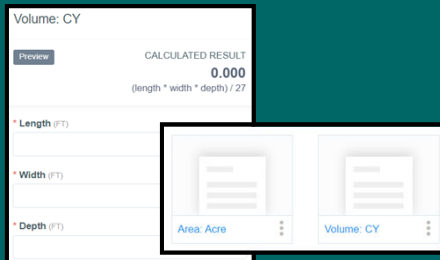 Volume: CY
Preview
CALCULATED RESULT
0.000
(length * width * depth) / 27
* Length (FT)
* Width (FT)
* Depth (FT)
Area: Acre
Volume: CY